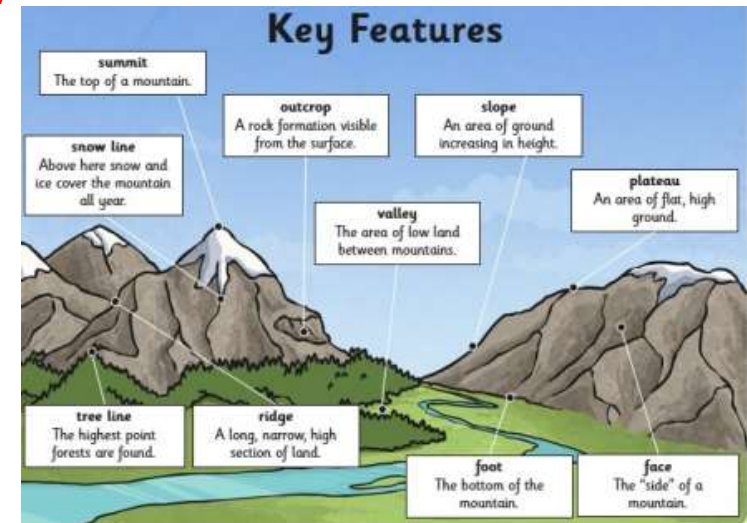 Key Features
summit
The top of a mountain.
outcrop
A rock formation visible
from the surface.
slope
An area of ground
increasing in height.
snow line
Above here snow and
ice cover the mountain
all year.
plateau
An area of flat, high
ground.
valley
The area of low land
between mountains.
tree line
The highest point
forests are found.
ridge
A long, narrow, high
section of land.
foot
The bottom of the
mountain.
face
The "side" of a
mountain.